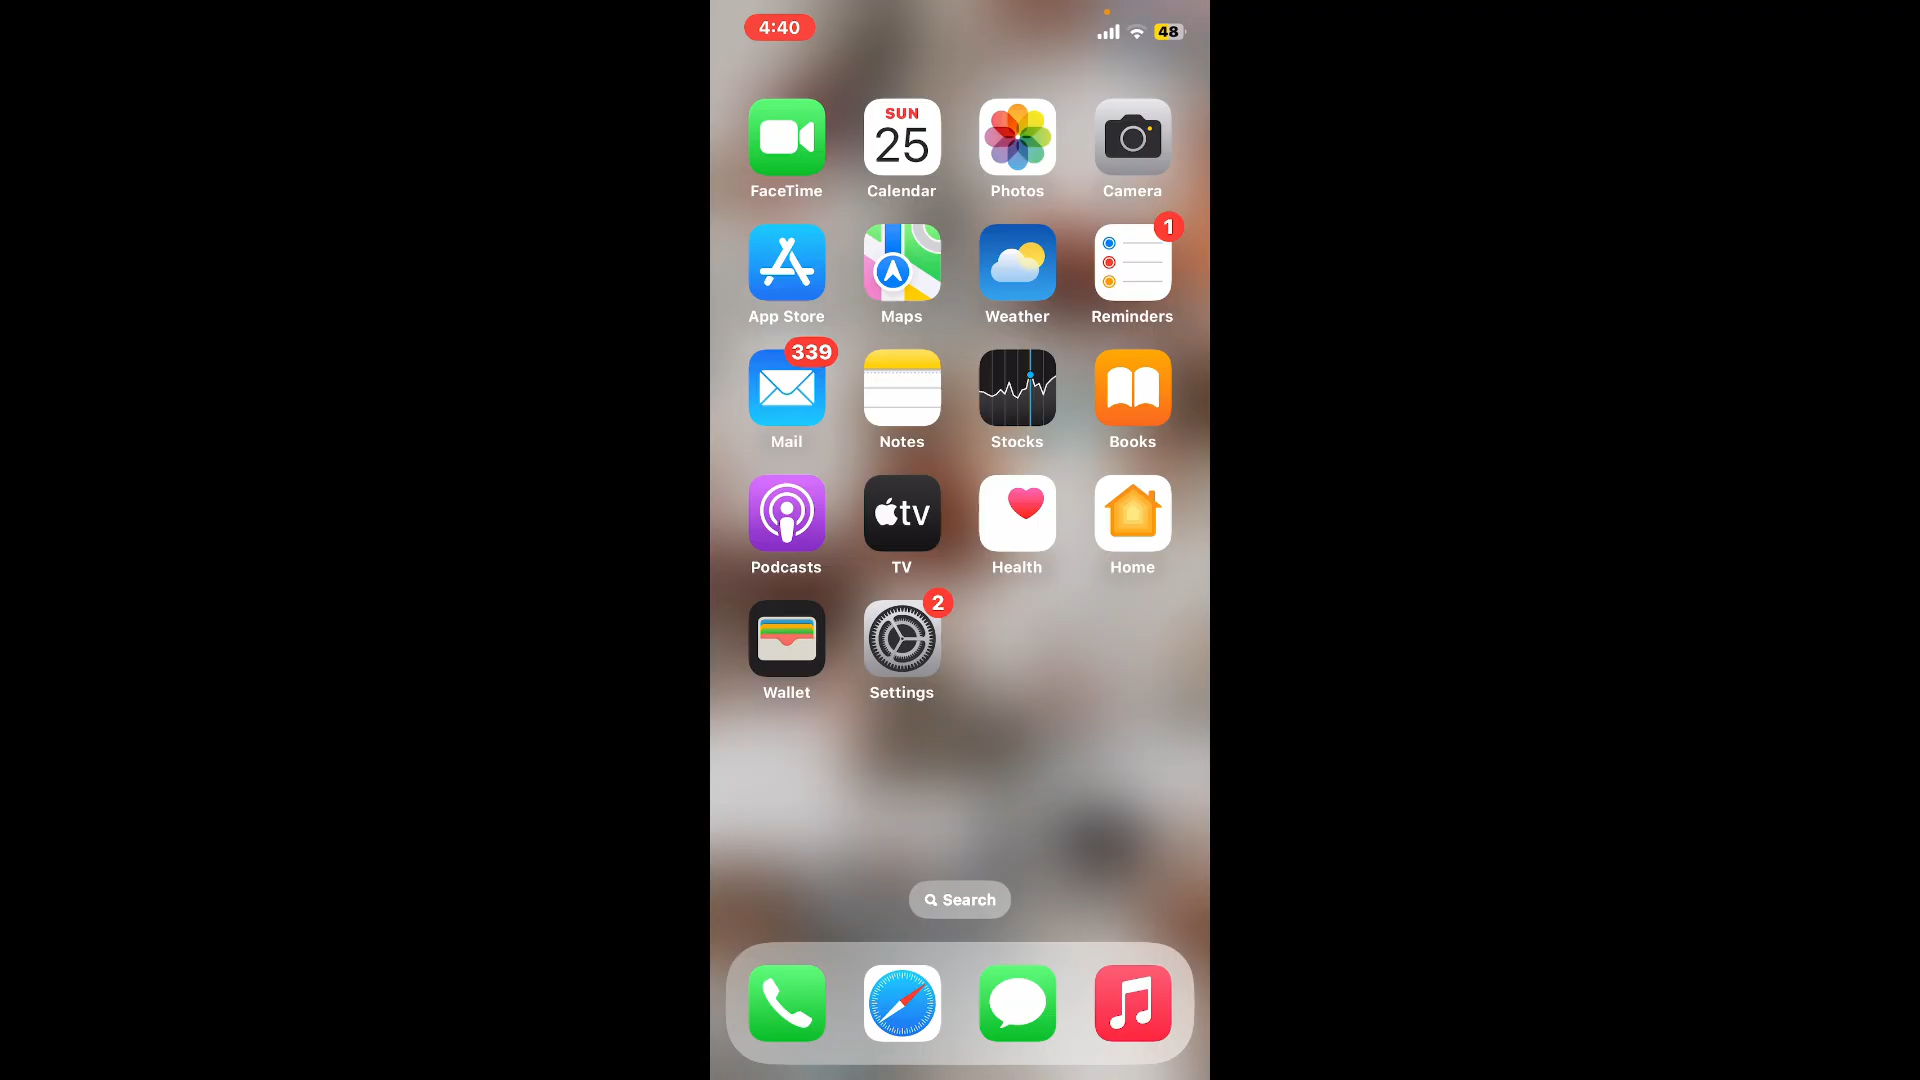 4:40
48
SUN
25
FaceTime
Calendar
Photos
Camera
1
App Store
Maps
Weather
Reminders
339
Mail
Notes
Stocks
Books
tv
Podcasts
TV
Health
Home
2
Wallet
Settings
Search